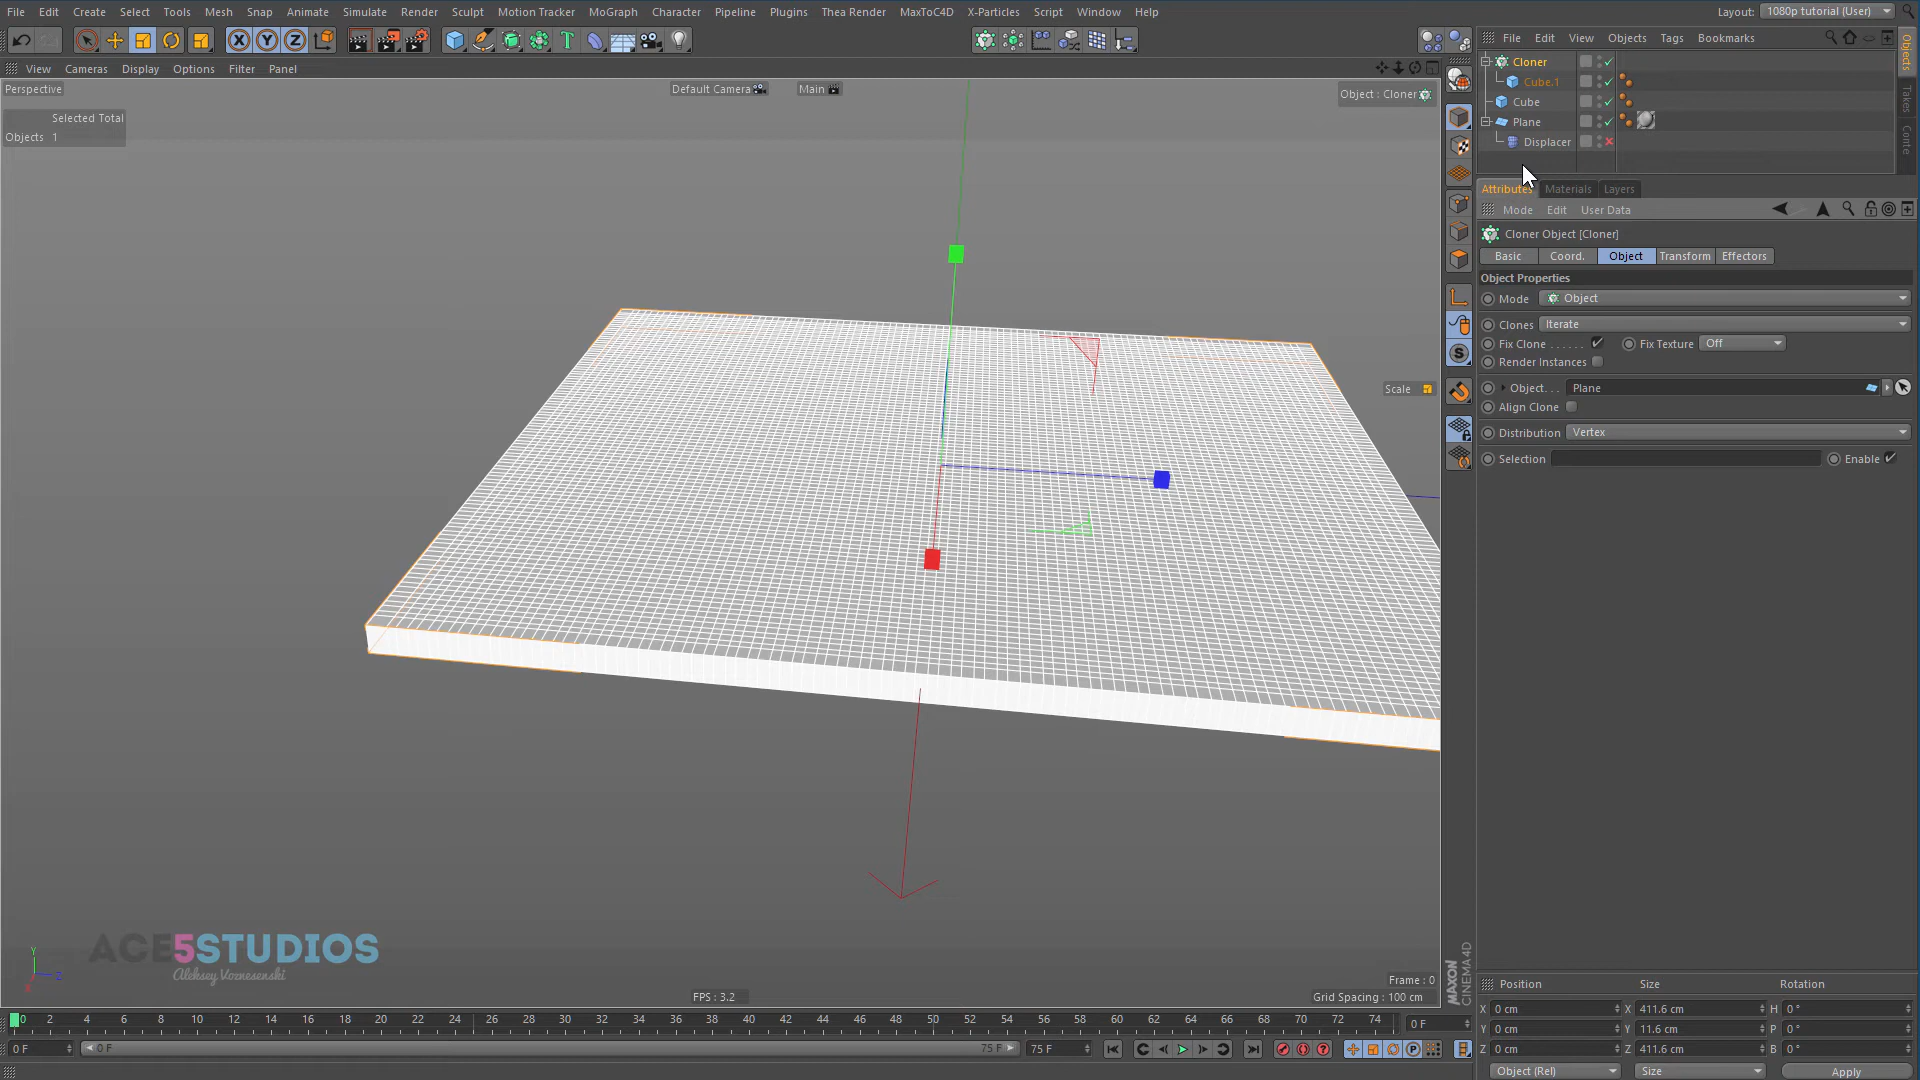 File Edit Create Select Tools Mesh Snap Animate Simulate Render Sculpt Motion Tracker MoGraph Character Pipeline Plugins Thea Render MaxToC4D X-Particles Script Window Help Layout: 1080p tutorial (User)
File Edit View Objects Tags Bookmarks
View Cameras Display Options Filter Panel
Perspective Default Camera Main Object : Cloner
Selected Total
Objects 1
Cloner
Cube.1
Cube
Plane
Displacer
Objects
Takes
Conte
Attributes Materials Layers
Mode Edit User Data
Cloner Object [Cloner]
Basic Coord. Object Transform Effectors
Object Properties
Mode Object
Clones Iterate
Fix Clone . . . . . . Fix Texture Off
Render Instances
Object. . . Plane
Align Clone
Distribution Vertex
Selection Enable
Scale
ACE5STUDIOS
Aleksey Voznesenski
Y
Z
X
FPS : 3.2
Frame : 0
Grid Spacing : 100 cm
MAXON
CINEMA 4D
0 2 4 6 8 10 12 14 16 18 20 22 24 26 28 30 32 34 36 38 40 42 44 46 48 50 52 54 56 58 60 62 64 66 68 70 72 74 0 F
0 F 0 F 75 F 75 F
Position Size Rotation
X 0 cm X 411.6 cm H 0 °
Y 0 cm Y 11.6 cm P 0 °
Z 0 cm Z 411.6 cm B 0 °
Object (Rel) Size Apply